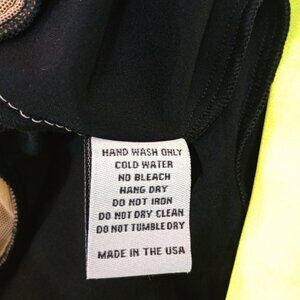 HAND WASH ONLY
COLD WATER
NO BLEACH
HANG DRY
DO NOT IRON
DO NOT DRY CLEAN
DO NOT TUMBLE DRY
MADE IN THE USA